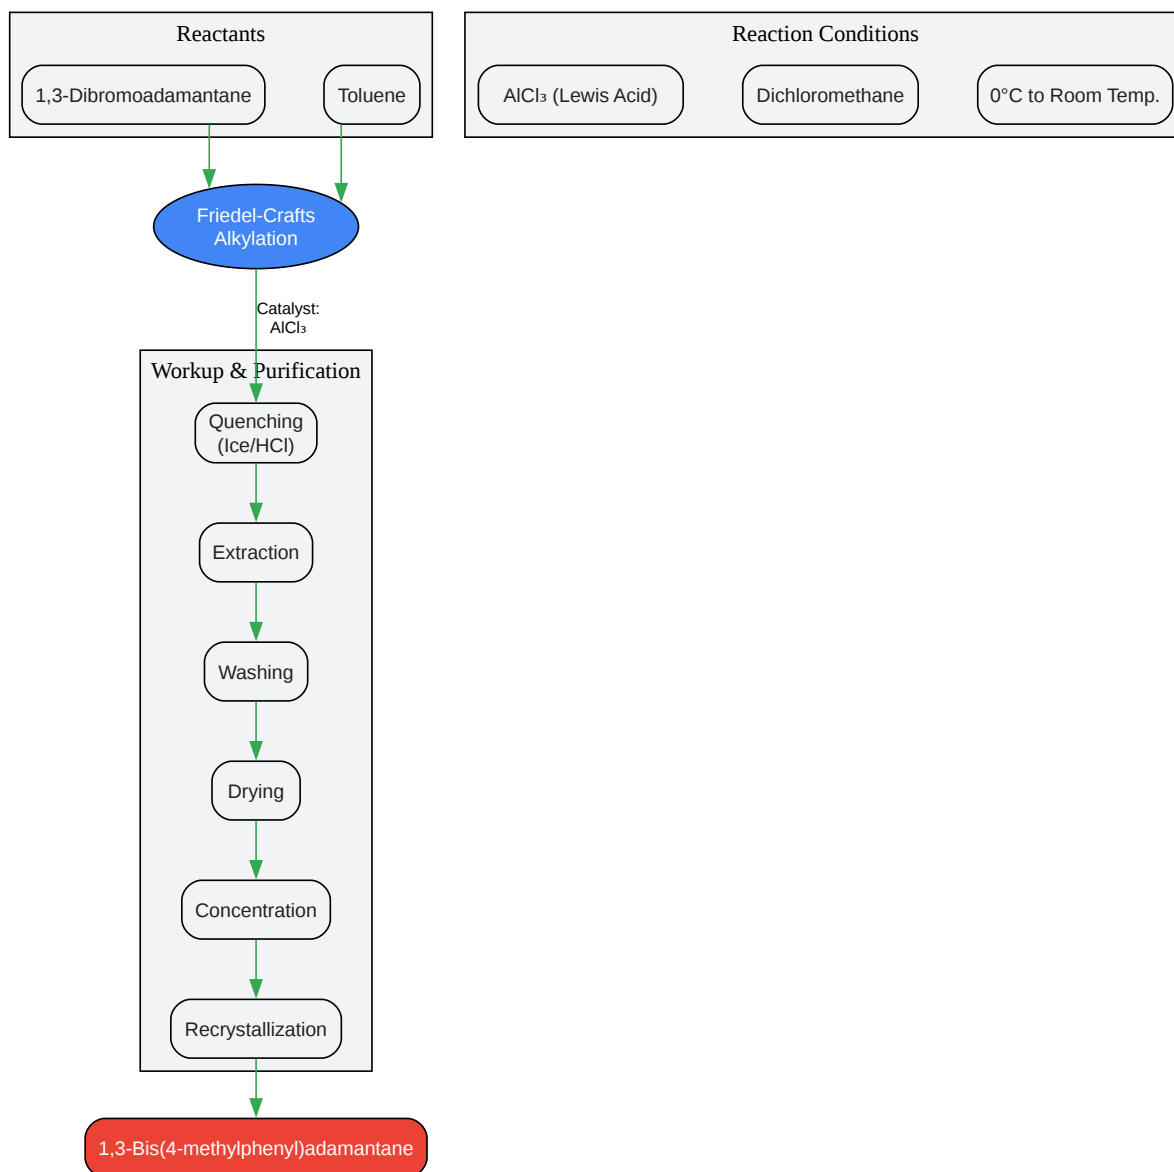 Reactants
1,3-Dibromoadamantane
Toluene
Reaction Conditions
AlCl₃ (Lewis Acid)
Dichloromethane
0°C to Room Temp.
Friedel-Crafts
Alkylation
Catalyst:
AlCl₃
Workup & Purification
Quenching
(Ice/HCl)
Extraction
Washing
Drying
Concentration
Recrystallization
1,3-Bis(4-methylphenyl)adamantane